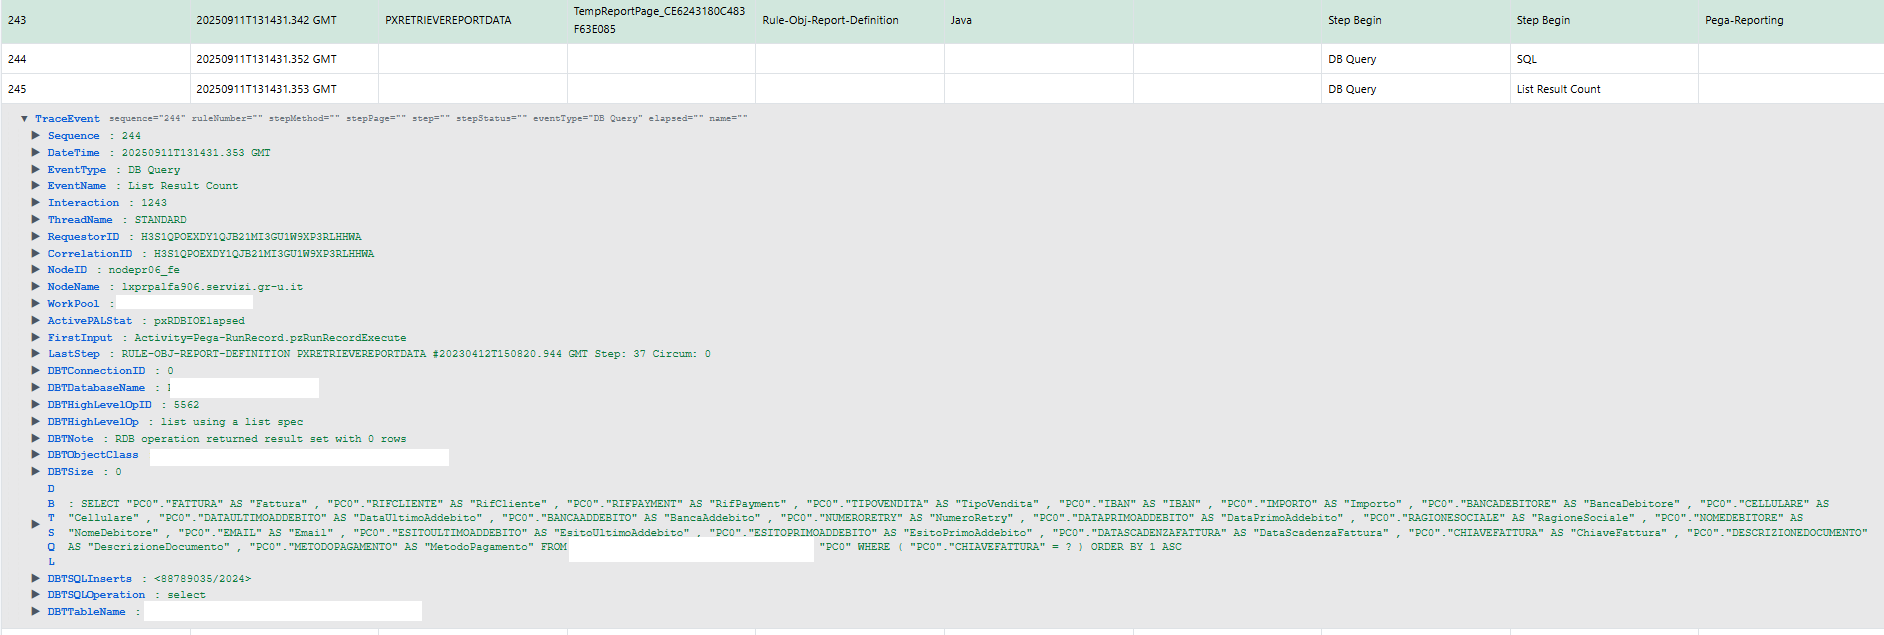 243 20250911T131431.342 GMT PXRETRIEVEREPORTDATA TempReportPage_CE6243180C483F63E085 Rule-Obj-Report-Definition Java Step Begin Step Begin Pega-Reporting
244 20250911T131431.352 GMT DB Query SQL
245 20250911T131431.353 GMT DB Query List Result Count
▼ TraceEvent sequence="244" ruleNumber="" stepMethod="" stepPage="" step="" stepStatus="" eventType="DB Query" elapsed="" name=""
▶ Sequence : 244
▶ DateTime : 20250911T131431.353 GMT
▶ EventType : DB Query
▶ EventName : List Result Count
▶ Interaction : 1243
▶ ThreadName : STANDARD
▶ RequestorID : H3S1QPOEXDY1QJB21MI3GU1W9XP3RLHHWA
▶ CorrelationID : H3S1QPOEXDY1QJB21MI3GU1W9XP3RLHHWA
▶ NodeID : nodepr06_fe
▶ NodeName : lxprpalfa906.servizi.gr-u.it
▶ WorkPool :
▶ ActivePALStat : pxRDBIOElapsed
▶ FirstInput : Activity=Pega-RunRecord.pzRunRecordExecute
▶ LastStep : RULE-OBJ-REPORT-DEFINITION PXRETRIEVEREPORTDATA #20230412T150820.944 GMT Step: 37 Circum: 0
▶ DBTConnectionID : 0
▶ DBTDatabaseName :
▶ DBTHighLevelOpID : 5562
▶ DBTHighLevelOp : list using a list spec
▶ DBTNote : RDB operation returned result set with 0 rows
▶ DBTObjectClass
▶ DBTSize : 0
▶ DBTSQL : SELECT "PC0"."FATTURA" AS "Fattura" , "PC0"."RIFCLIENTE" AS "RifCliente" , "PC0"."RIFPAYMENT" AS "RifPayment" , "PC0"."TIPOVENDITA" AS "TipoVendita" , "PC0"."IBAN" AS "IBAN" , "PC0"."IMPORTO" AS "Importo" , "PC0"."BANCADEBITORE" AS "BancaDebitore" , "PC0"."CELLULARE" AS
"Cellulare" , "PC0"."DATAULTIMOADDEBITO" AS "DataUltimoAddebito" , "PC0"."BANCAADDEBITO" AS "BancaAddebito" , "PC0"."NUMERORETRY" AS "NumeroRetry" , "PC0"."DATAPRIMOADDEBITO" AS "DataPrimoAddebito" , "PC0"."RAGIONESOCIALE" AS "RagioneSociale" , "PC0"."NOMEDEBITORE" AS
"NomeDebitore" , "PC0"."EMAIL" AS "Email" , "PC0"."ESITOULTIMOADDEBITO" AS "EsitoUltimoAddebito" , "PC0"."ESITOPRIMOADDEBITO" AS "EsitoPrimoAddebito" , "PC0"."DATASCADENZAFATTURA" AS "DataScadenzaFattura" , "PC0"."CHIAVEFATTURA" AS "ChiaveFattura" , "PC0"."DESCRIZIONEDOCUMENTO"
AS "DescrizioneDocumento" , "PC0"."METODOPAGAMENTO" AS "MetodoPagamento" FROM "PC0" WHERE ( "PC0"."CHIAVEFATTURA" = ? ) ORDER BY 1 ASC
▶ DBTSQLInserts : <88789035/2024>
▶ DBTSQLOperation : select
▶ DBTTableName :